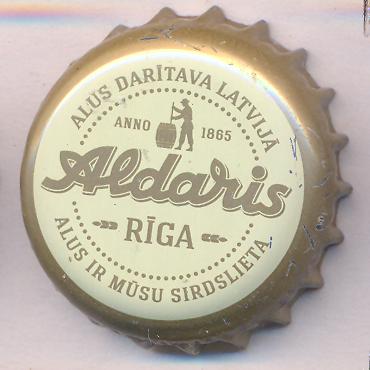 ALUS DARĪTAVA LATVIJĀ
ANNO 1865
Aldaris
RĪGA
ALUS IR MŪSU SIRDSLIETA